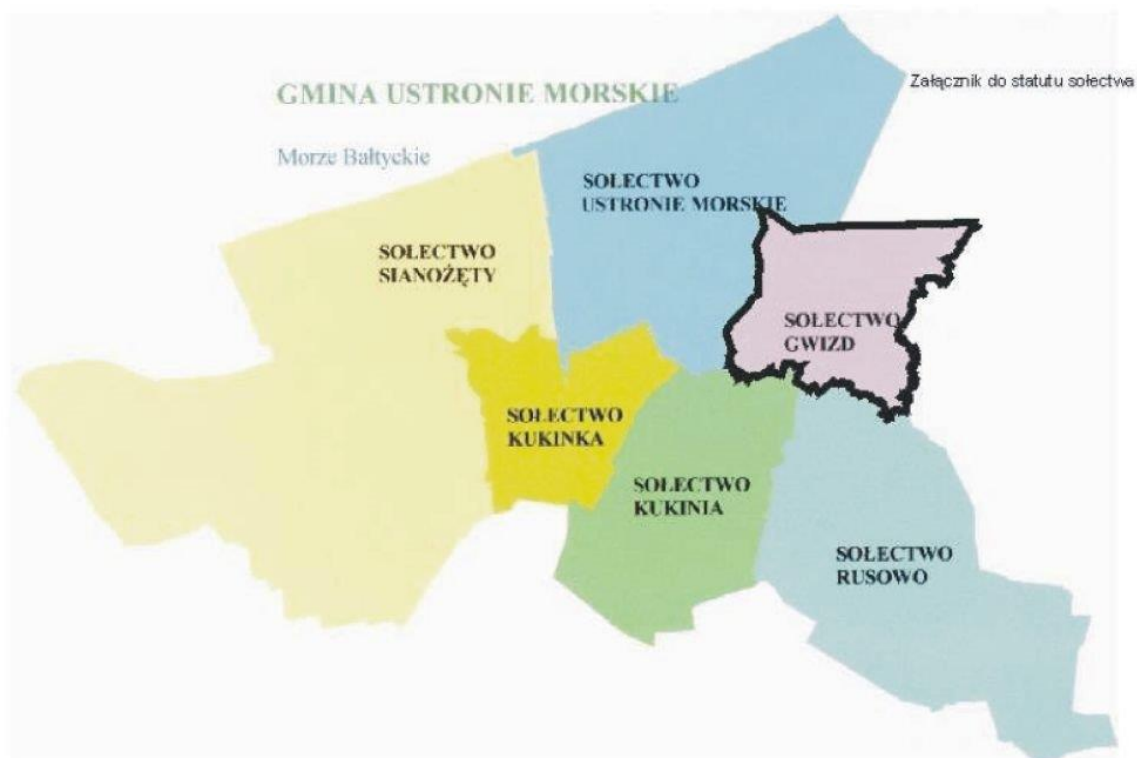 GMINA USTRONIE MORSKIE
Załącznik do statutu sołectwa
Morze Bałtyckie
SOŁECTWO
USTRONIE MORSKIE
SOŁECTWO
SIANOŻĘTY
SOŁECTWO
GWIZD
SOŁECTWO
KUKINKA
SOŁECTWO
KUKINIA
SOŁECTWO
RUSOWO